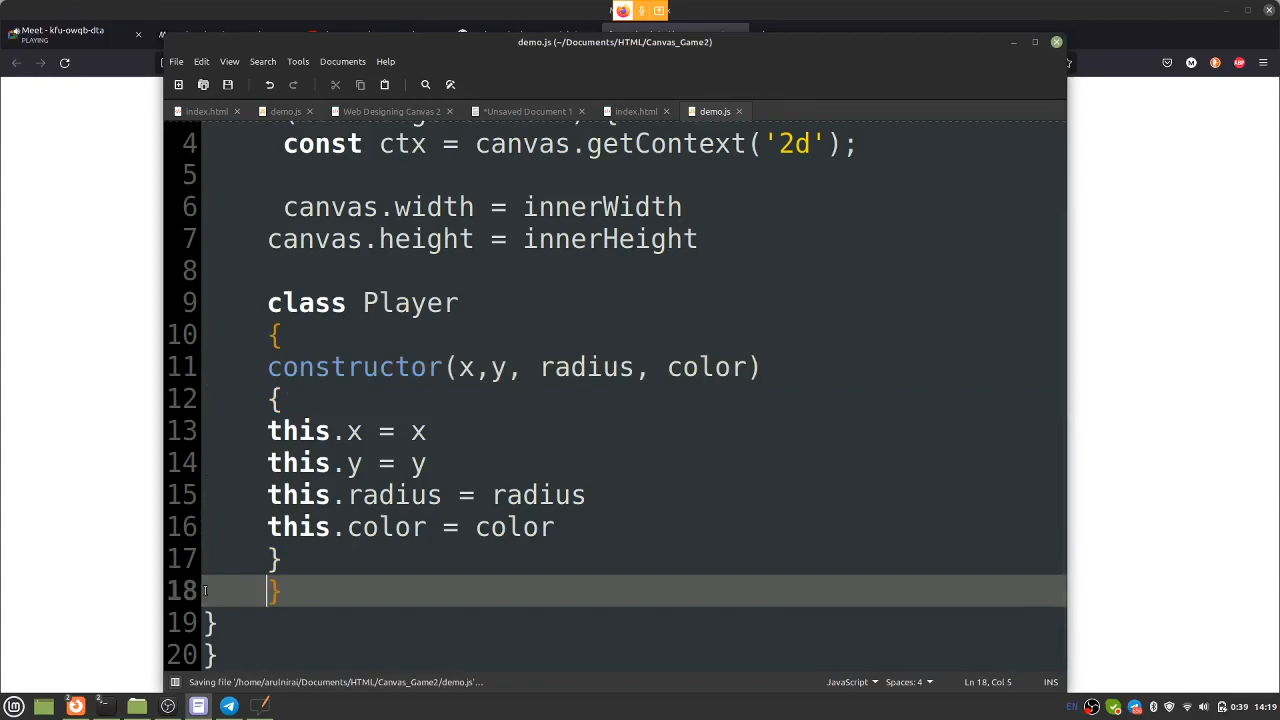 Meet - kfu-owqb-dta
PLAYING
demo.js (~/Documents/HTML/Canvas_Game2)
File Edit View Search Tools Documents Help
index.html demo.js Web Designing Canvas 2 *Unsaved Document 1 index.html demo.js
4 const ctx = canvas.getContext('2d');
5
6 canvas.width = innerWidth
7 canvas.height = innerHeight
8
9 class Player
10 {
11 constructor(x,y, radius, color)
12 {
13 this.x = x
14 this.y = y
15 this.radius = radius
16 this.color = color
17 }
18 }
19 }
20 }
Saving file '/home/arulnirai/Documents/HTML/Canvas_Game2/demo.js'... JavaScript Spaces: 4 Ln 18, Col 5 INS
EN 0:39 14:19